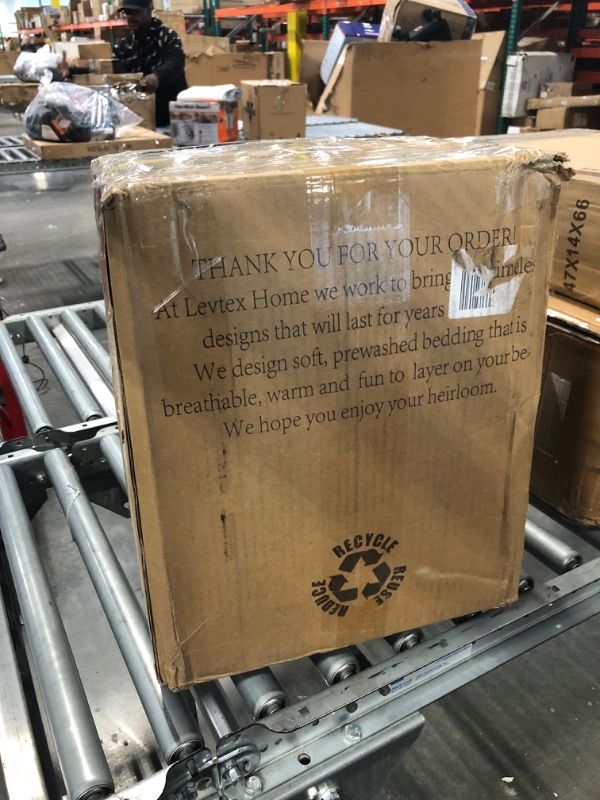 THANK YOU FOR YOUR ORDER!
At Levtex Home we work to bring
designs that will last for years
We design soft, prewashed bedding that is
breathable, warm and fun to layer on your be
We hope you enjoy your heirloom.
RECYCLE
REUSE
REDUCE
47X14X66